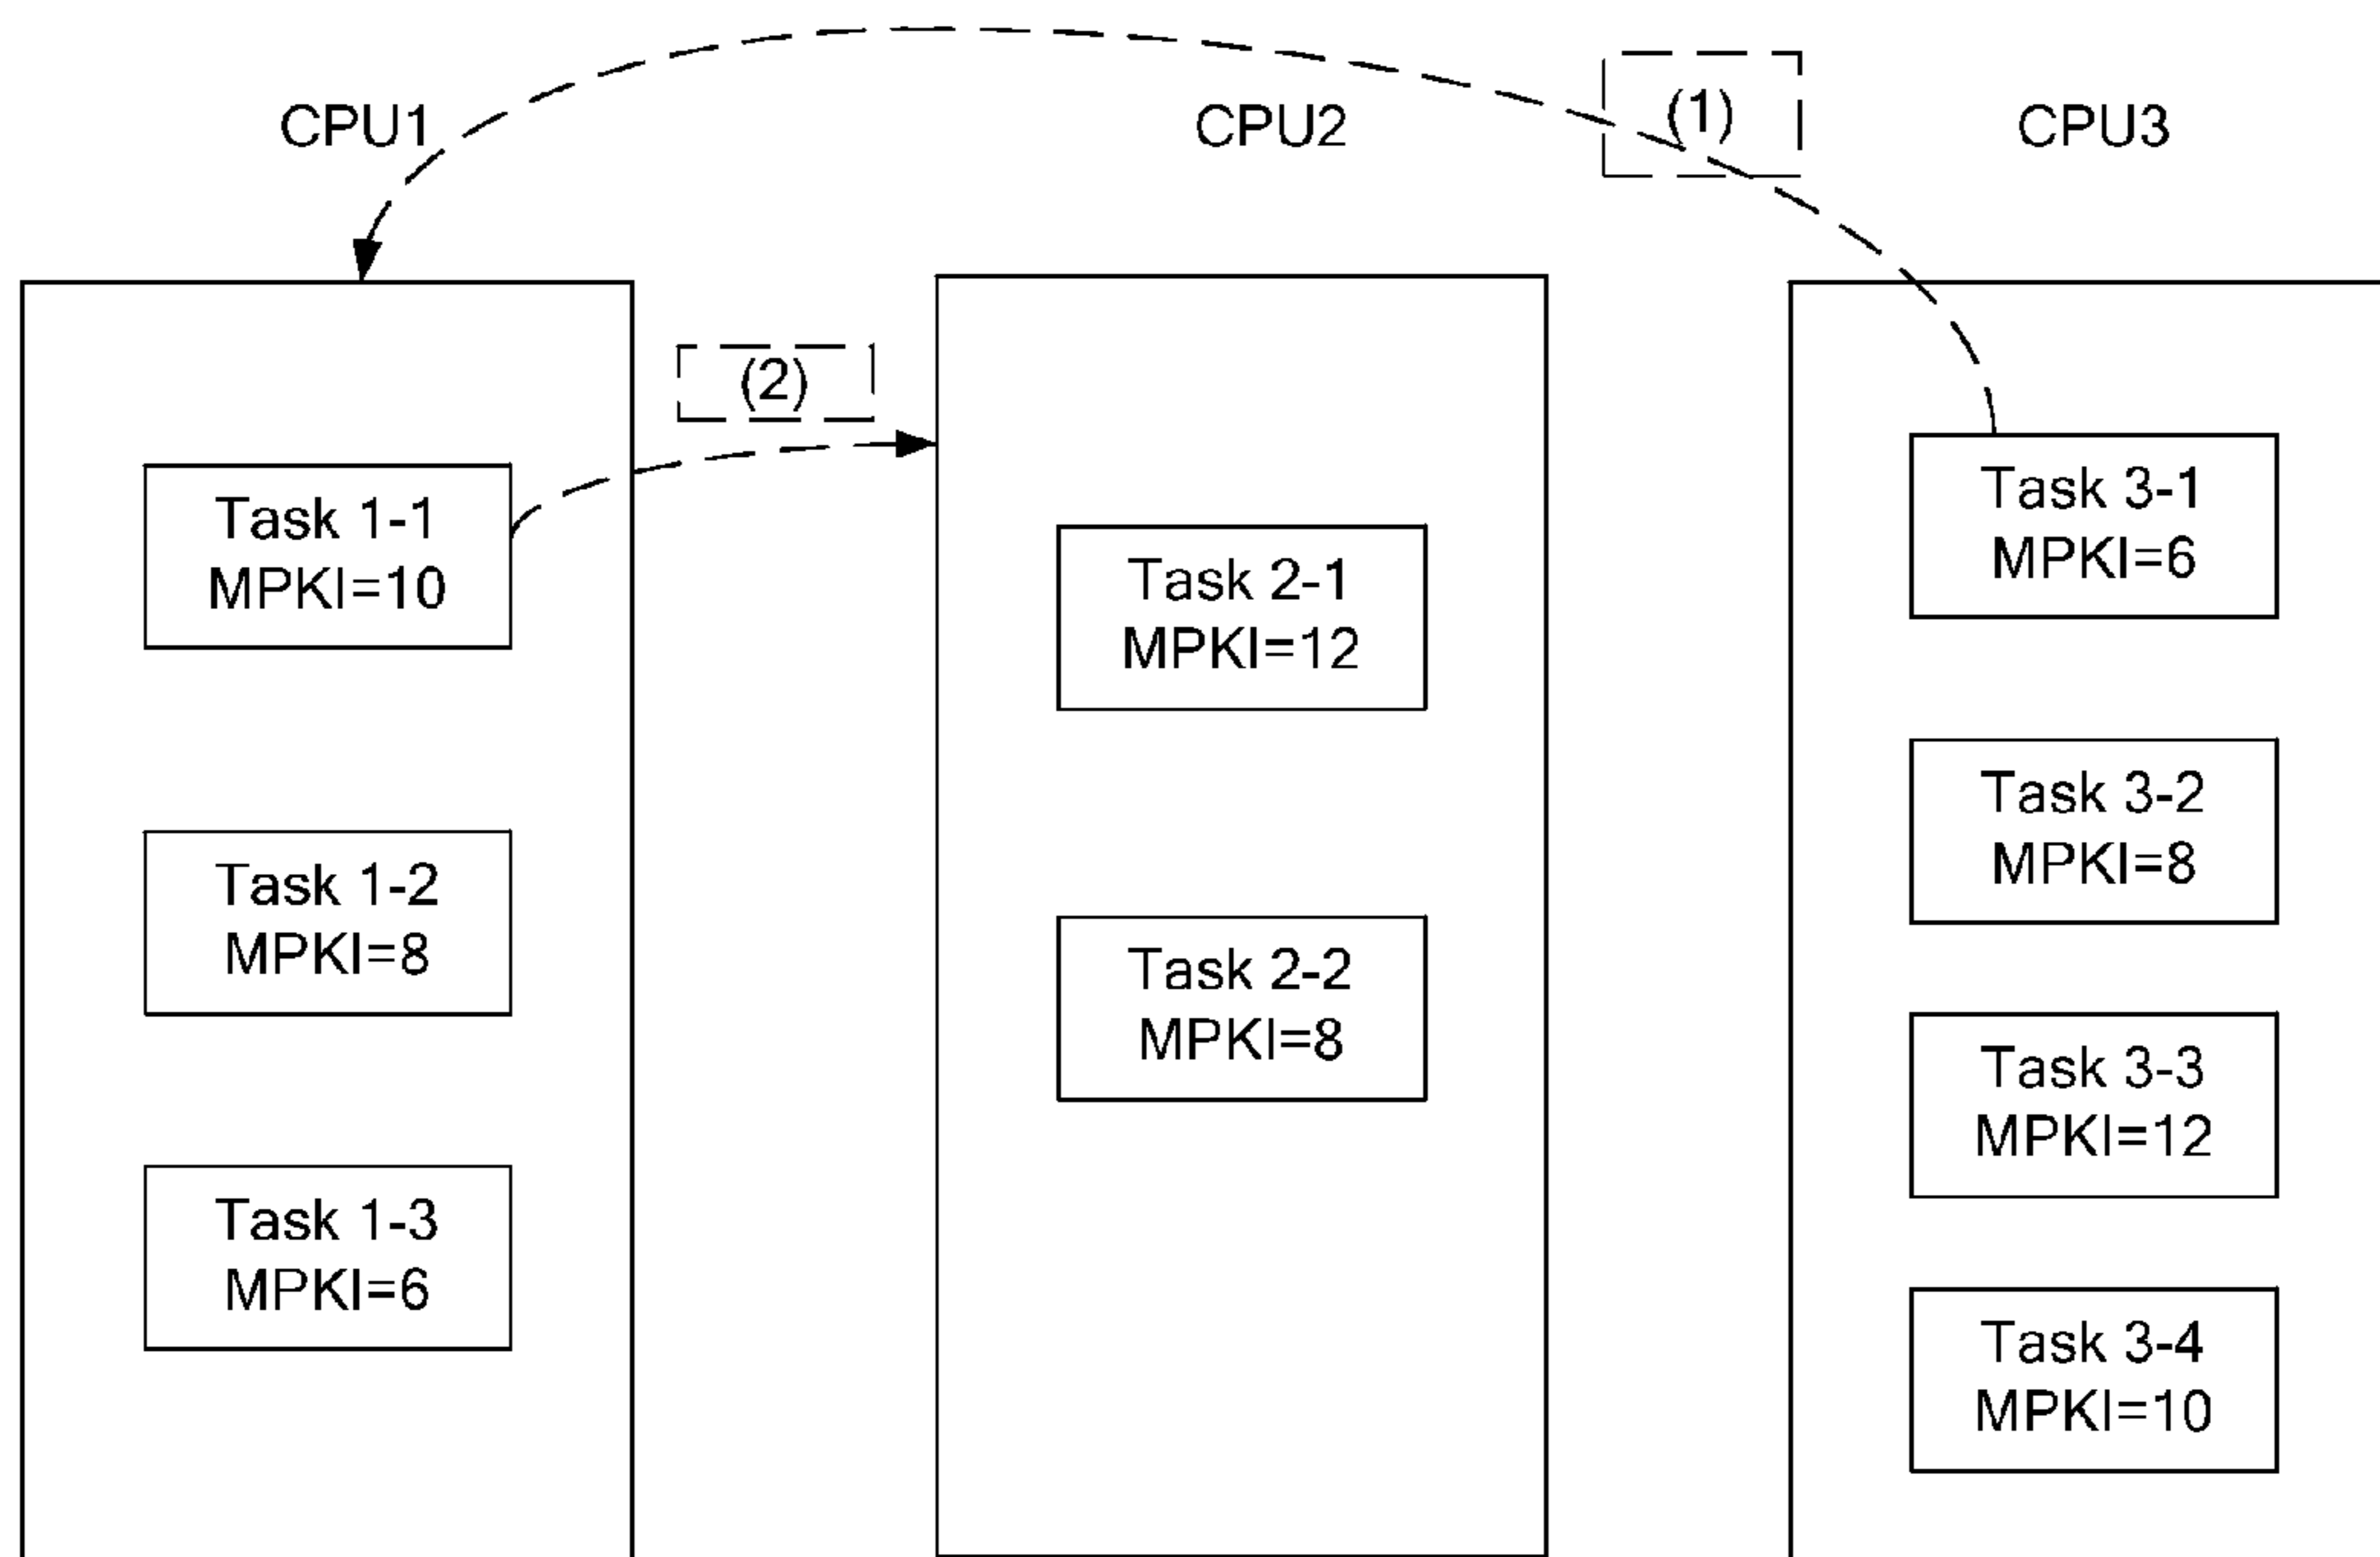 CPU1
CPU2
(1)
CPU3
(2)
Task 1-1
MPKI=10
Task 1-2
MPKI=8
Task 1-3
MPKI=6
Task 2-1
MPKI=12
Task 2-2
MPKI=8
Task 3-1
MPKI=6
Task 3-2
MPKI=8
Task 3-3
MPKI=12
Task 3-4
MPKI=10